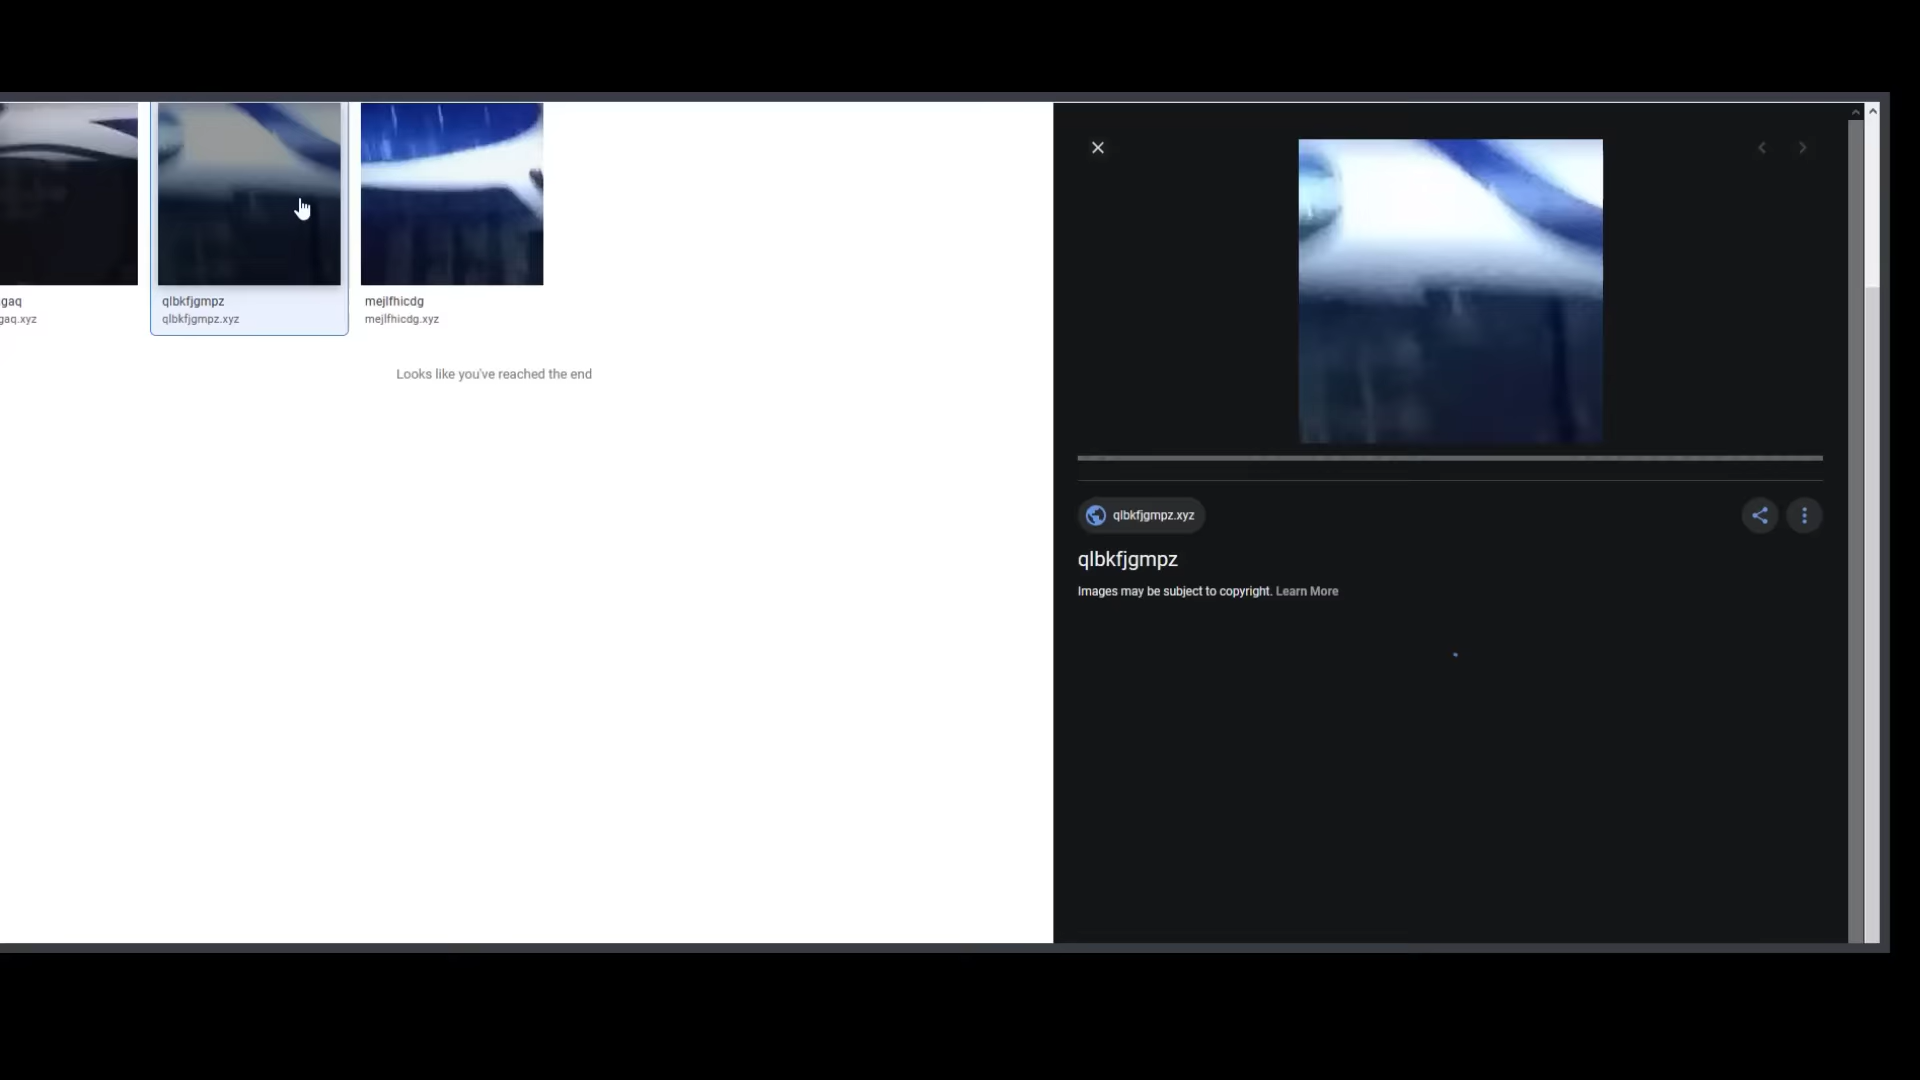 gaq
gaq.xyz
qlbkfjgmpz
qlbkfjgmpz.xyz
mejlfhicdg
mejlfhicdg.xyz
Looks like you've reached the end
qlbkfjgmpz.xyz
qlbkfjgmpz
Images may be subject to copyright. Learn More